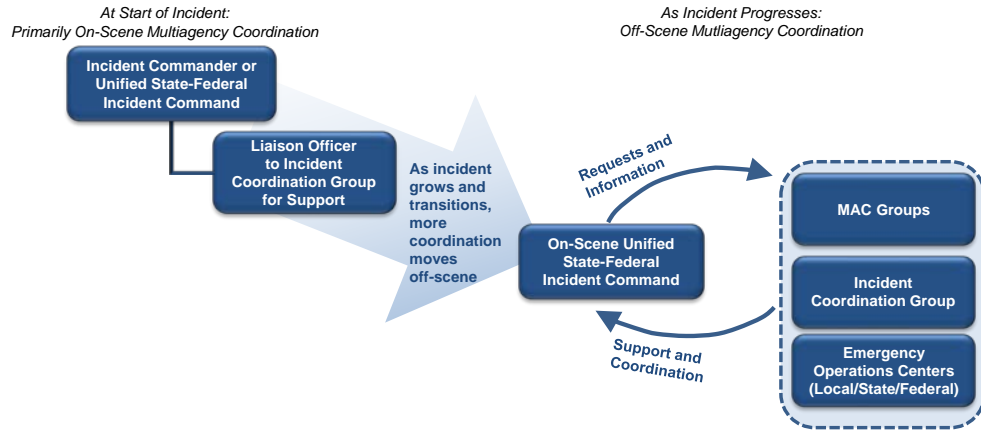 At Start of Incident:
Primarily On-Scene Multiagency Coordination
As Incident Progresses:
Off-Scene Mutliagency Coordination
Incident Commander or
Unified State-Federal
Incident Command
Liaison Officer
to Incident
Coordination Group
for Support
As incident
grows and
transitions,
more
coordination
moves
off-scene
On-Scene Unified
State-Federal
Incident Command
Requests and
Information
Support and
Coordination
MAC Groups
Incident
Coordination Group
Emergency
Operations Centers
(Local/State/Federal)